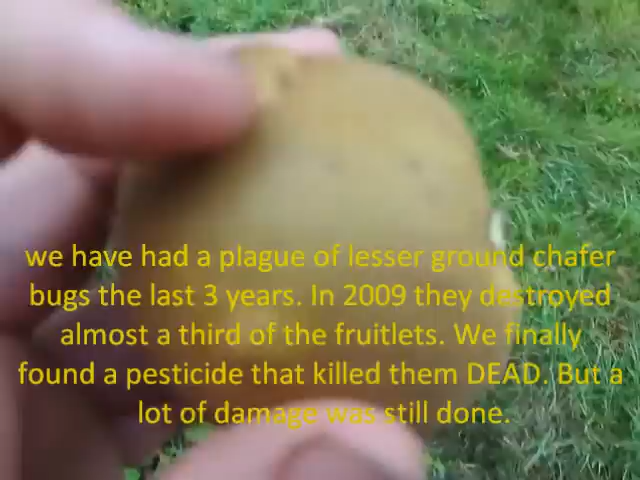 we have had a plague of lesser ground chafer
bugs the last 3 years. In 2009 they destroyed
almost a third of the fruitlets. We finally
found a pesticide that killed them DEAD. But a
lot of damage was still done.